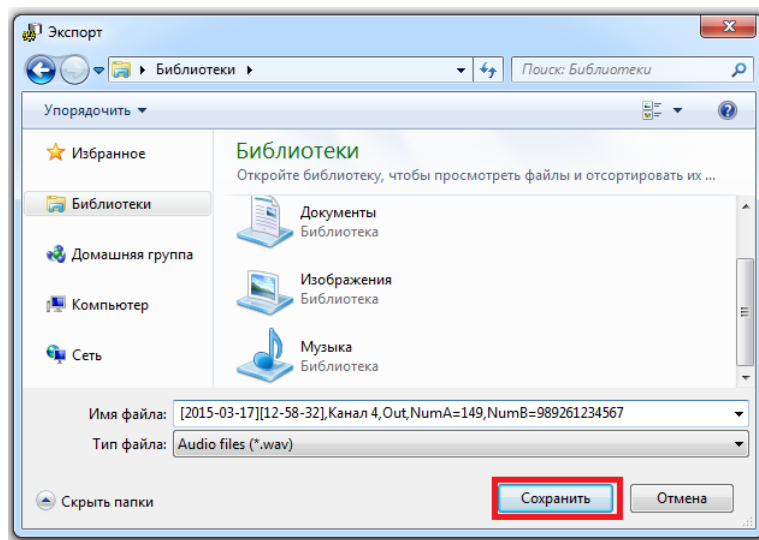 Экспорт
Библиотеки
Поиск: Библиотеки
Упорядочить
Избранное
Библиотеки
Домашняя группа
Компьютер
Сеть
Библиотеки
Откройте библиотеку, чтобы просмотреть файлы и отсортировать их ...
Документы
Библиотека
Изображения
Библиотека
Музыка
Библиотека
Имя файла: [2015-03-17][12-58-32],Канал 4,Out,NumA=149,NumB=989261234567
Тип файла: Audio files (*.wav)
Скрыть папки
Сохранить
Отмена